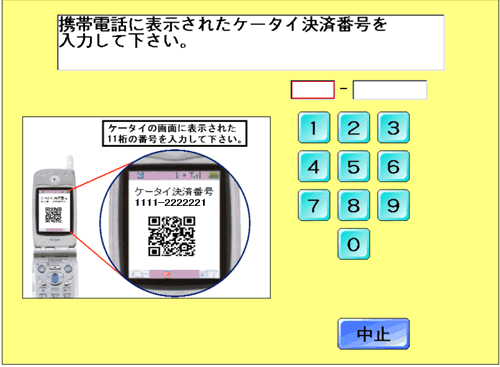 携帯電話に表示されたケータイ決済番号を
入力して下さい。
-
ケータイの画面に表示された
11桁の番号を入力して下さい。
ケータイ決済番号
1111-2222221
1 2 3
4 5 6
7 8 9
0
中止